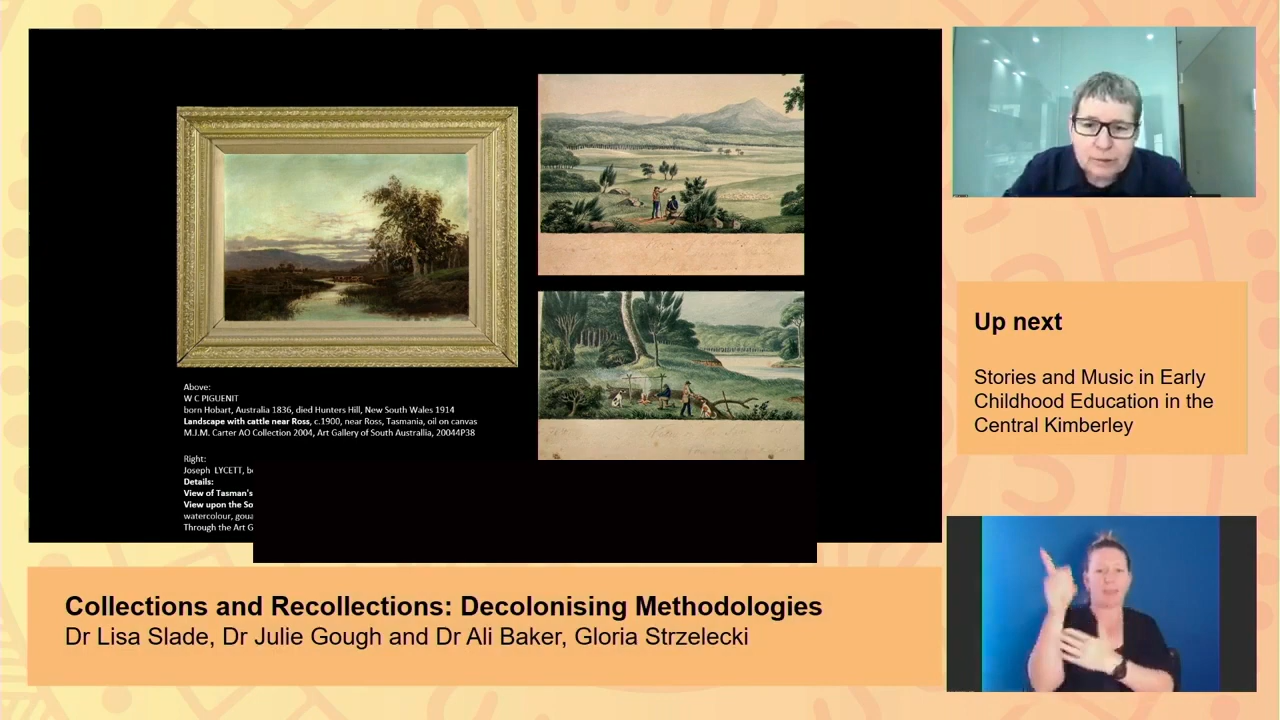 Above:
W C PIGUENIT
born Hobart, Australia 1836, died Hunters Hill, New South Wales 1914
Landscape with cattle near Ross, c.1900, near Ross, Tasmania, oil on canvas
M.J.M. Carter AO Collection 2004, Art Gallery of South Australlia, 20044P38
Right:
Joseph LYCETT, b
Details:
View of Tasman's
View upon the So
watercolour, goua
Through the Art G
Up next
Stories and Music in Early
Childhood Education in the
Central Kimberley
Collections and Recollections: Decolonising Methodologies
Dr Lisa Slade, Dr Julie Gough and Dr Ali Baker, Gloria Strzelecki